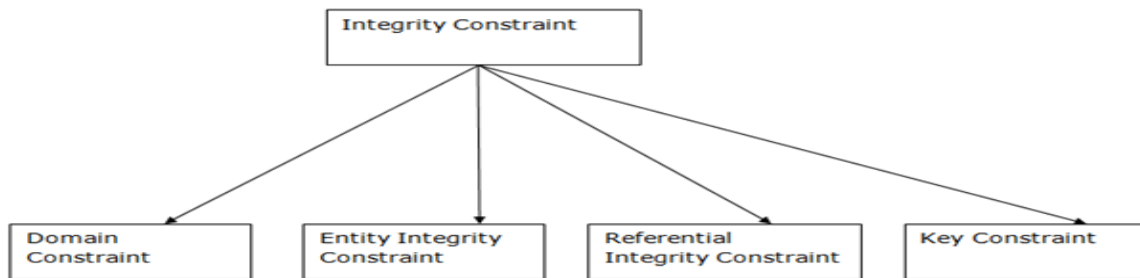 Integrity Constraint
Domain
Constraint
Entity Integrity
Constraint
Referential
Integrity Constraint
Key Constraint